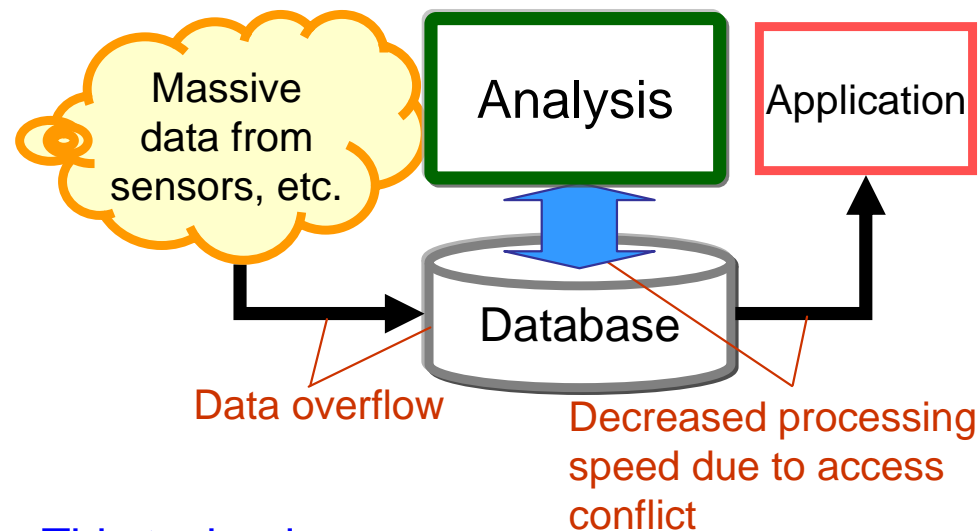 Massive
data from
sensors, etc.
Analysis
Application
Database
Data overflow
Decreased processing
speed due to access
conflict